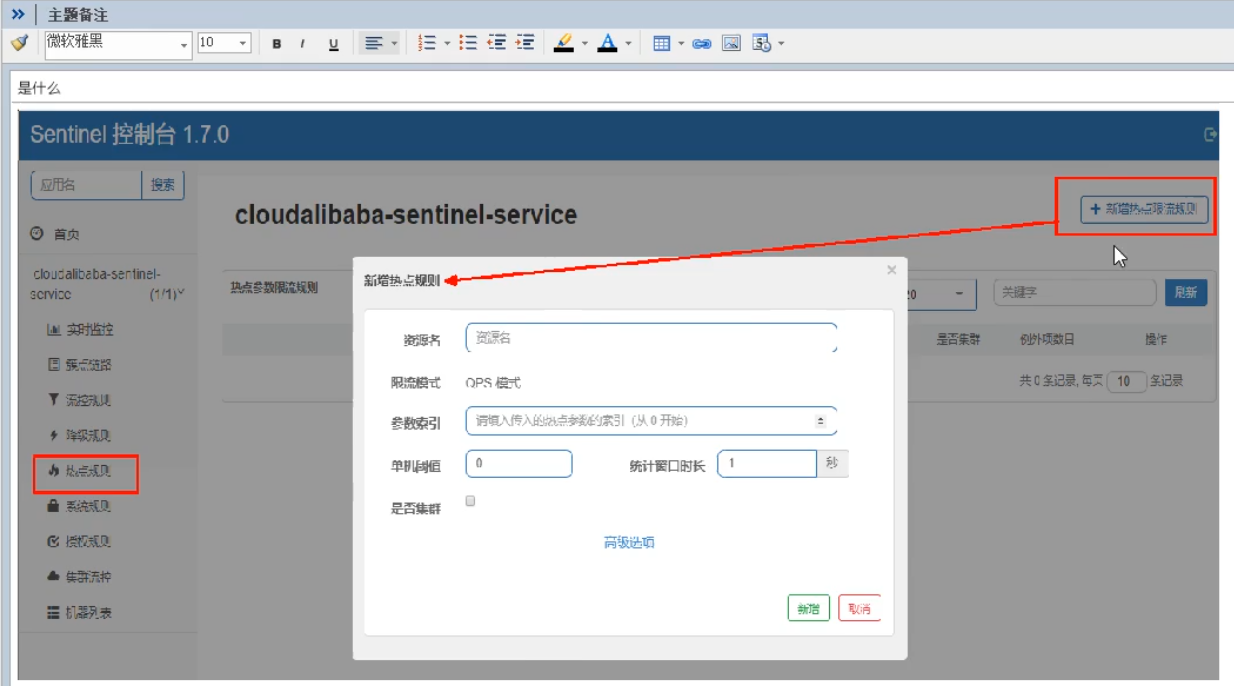 主题备注
微软雅黑 10 B I U
是什么
Sentinel 控制台 1.7.0
应用名 搜索
首页
cloudalibaba-sentinel-service (1/1)
实时监控
簇点链路
流控规则
降级规则
热点规则
系统规则
授权规则
集群流控
机器列表
cloudalibaba-sentinel-service
+ 新增热点限流规则
热点参数限流规则
关键字 刷新
是否集群 例外项数目 操作
共 0 条记录, 每页 10 条记录
新增热点规则 ×
资源名 资源名
限流模式 QPS 模式
参数索引 请填入传入的热点参数的索引（从 0 开始）
单机阈值 0 统计窗口时长 1 秒
是否集群
高级选项
新增 取消